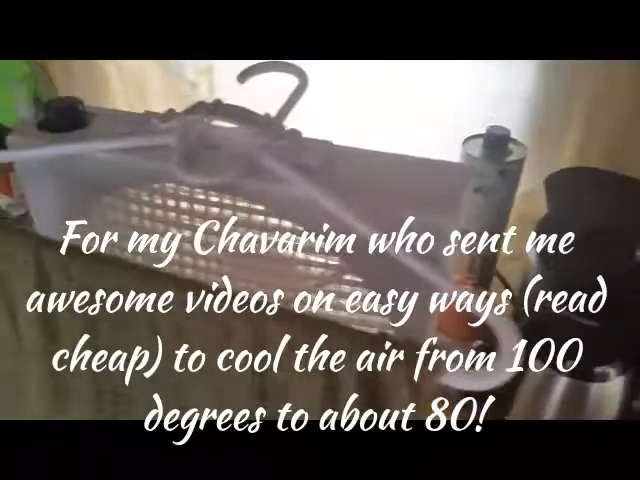 For my Chavarim who sent me
awesome videos on easy ways (read
cheap) to cool the air from 100
degrees to about 80!